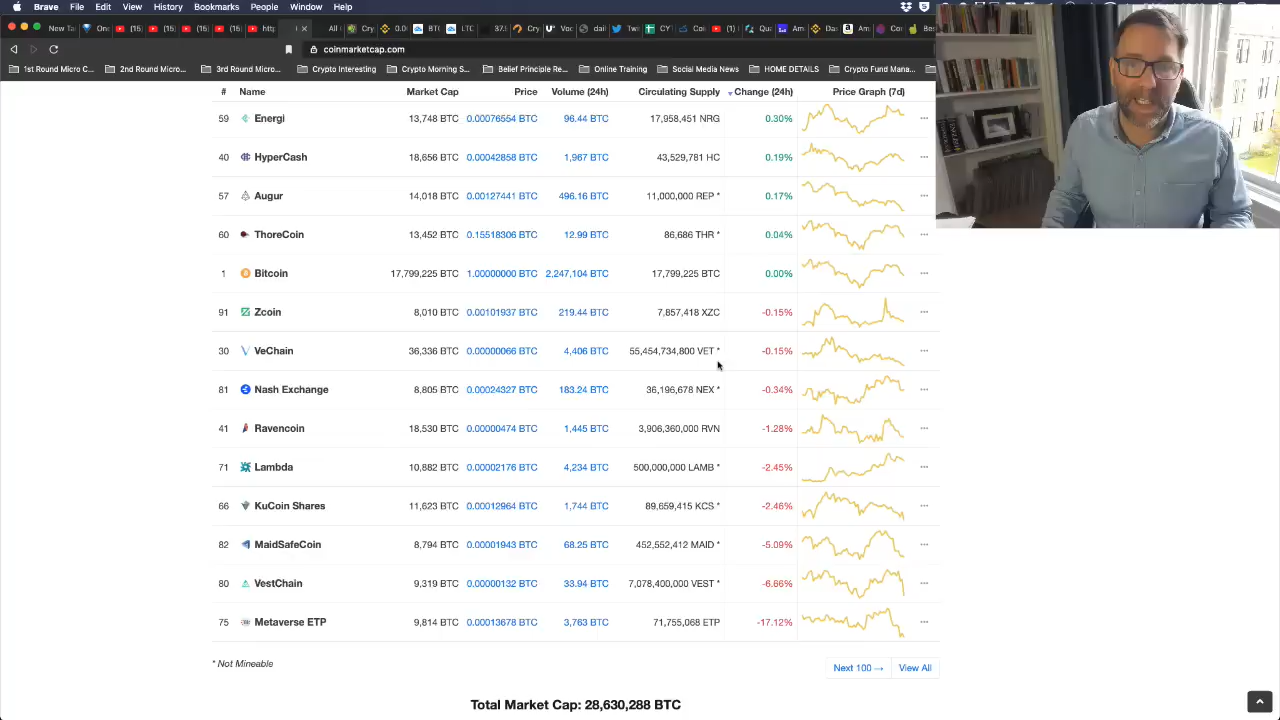 Brave File Edit View History Bookmarks People Window Help
coinmarketcap.com
1st Round Micro C... 2nd Round Micro... 3rd Round Micro... Crypto Interesting Crypto Learning S... Belief Principle Re... Online Training Social Media News HOME DETAILS Crypto Fund Mana...
# Name Market Cap Price Volume (24h) Circulating Supply Change (24h) Price Graph (7d)
59 Energi 13,748 BTC 0.00076554 BTC 96.44 BTC 17,958,451 NRG 0.30%
40 HyperCash 18,656 BTC 0.00042858 BTC 1,967 BTC 43,529,781 HC 0.19%
57 Augur 14,018 BTC 0.00127441 BTC 496.16 BTC 11,000,000 REP * 0.17%
60 ThoreCoin 13,452 BTC 0.15518306 BTC 12.99 BTC 86,686 THR * 0.04%
1 Bitcoin 17,799,225 BTC 1.00000000 BTC 2,247,104 BTC 17,799,225 BTC 0.00%
91 Zcoin 8,010 BTC 0.00101937 BTC 219.44 BTC 7,857,418 XZC -0.15%
30 VeChain 36,336 BTC 0.00000066 BTC 4,406 BTC 55,454,734,800 VET * -0.15%
81 Nash Exchange 8,805 BTC 0.00024327 BTC 183.24 BTC 36,196,678 NEX * -0.34%
41 Ravencoin 18,530 BTC 0.00000474 BTC 1,445 BTC 3,906,360,000 RVN -1.28%
71 Lambda 10,882 BTC 0.00002176 BTC 4,234 BTC 500,000,000 LAMB * -2.45%
66 KuCoin Shares 11,623 BTC 0.00012964 BTC 1,744 BTC 89,659,415 KCS * -2.46%
82 MaidSafeCoin 8,794 BTC 0.00001943 BTC 68.25 BTC 452,552,412 MAID * -5.09%
80 VestChain 9,319 BTC 0.00000132 BTC 33.94 BTC 7,078,400,000 VEST * -6.66%
75 Metaverse ETP 9,814 BTC 0.00013678 BTC 3,763 BTC 71,755,068 ETP -17.12%
* Not Mineable
Next 100 → View All
Total Market Cap: 28,630,288 BTC